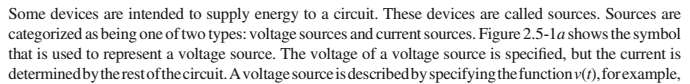 Some devices are intended to supply energy to a circuit. These devices are called sources. Sources are
categorized as being one of two types: voltage sources and current sources. Figure 2.5-1a shows the symbol
that is used to represent a voltage source. The voltage of a voltage source is specified, but the current is
determined by the rest of the circuit. A voltage source is described by specifying the function v(t), for example,